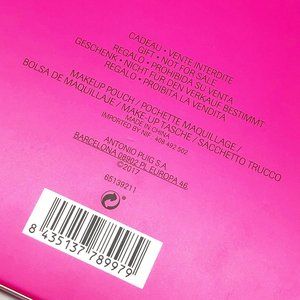 CADEAU • VENTE INTERDITE
GIFT • NOT FOR SALE
REGALO • PROHIBIDA SU VENTA
GESCHENK • NICHT FÜR DEN VERKAUF BESTIMMT
REGALO • PROIBITA LA VENDITA
MAKEUP POUCH / POCHETTE MAQUILLAGE /
BOLSA DE MAQUILLAJE / MAKE-UP TASCHE / SACCHETTO TRUCCO
MADE IN CHINA
IMPORTED BY NIF 408 492 502
ANTONIO PUIG S.A.
BARCELONA 08902 PL. EUROPA 46
©2017
65139211
8 435137 789979